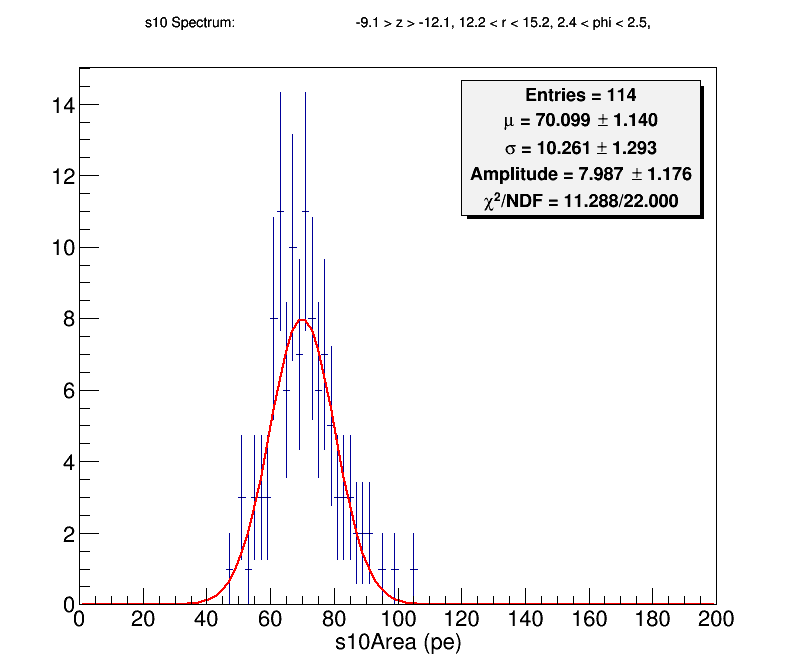 s10 Spectrum: -9.1 > z > -12.1, 12.2 < r < 15.2, 2.4 < phi < 2.5,
Entries = 114
μ = 70.099 ± 1.140
σ = 10.261 ± 1.293
Amplitude = 7.987 ± 1.176
χ²/NDF = 11.288/22.000
14
12
10
8
6
4
2
0
0 20 40 60 80 100 120 140 160 180 200
s10Area (pe)